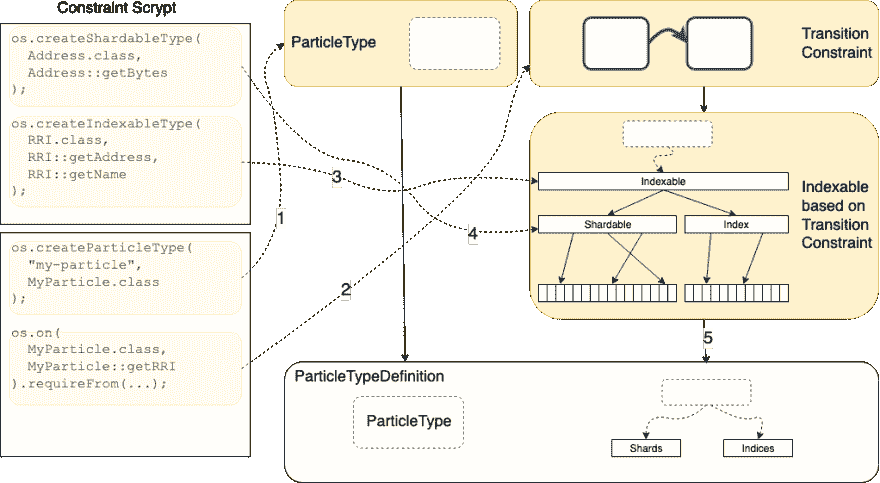 Constraint Scrypt
os.createShardableType(
Address.class,
Address::getBytes
);
os.createIndexableType(
RRI.class,
RRI::getAddress,
RRI::getName
);
os.createParticleType(
"my-particle",
MyParticle.class
);
os.on(
MyParticle.class,
MyParticle::getRRI
).requireFrom(...);
1
2
3
4
5
ParticleType
Transition
Constraint
Indexable
Shardable
Index
Indexable
based on
Transition
Constraint
ParticleTypeDefinition
ParticleType
Shards
Indices